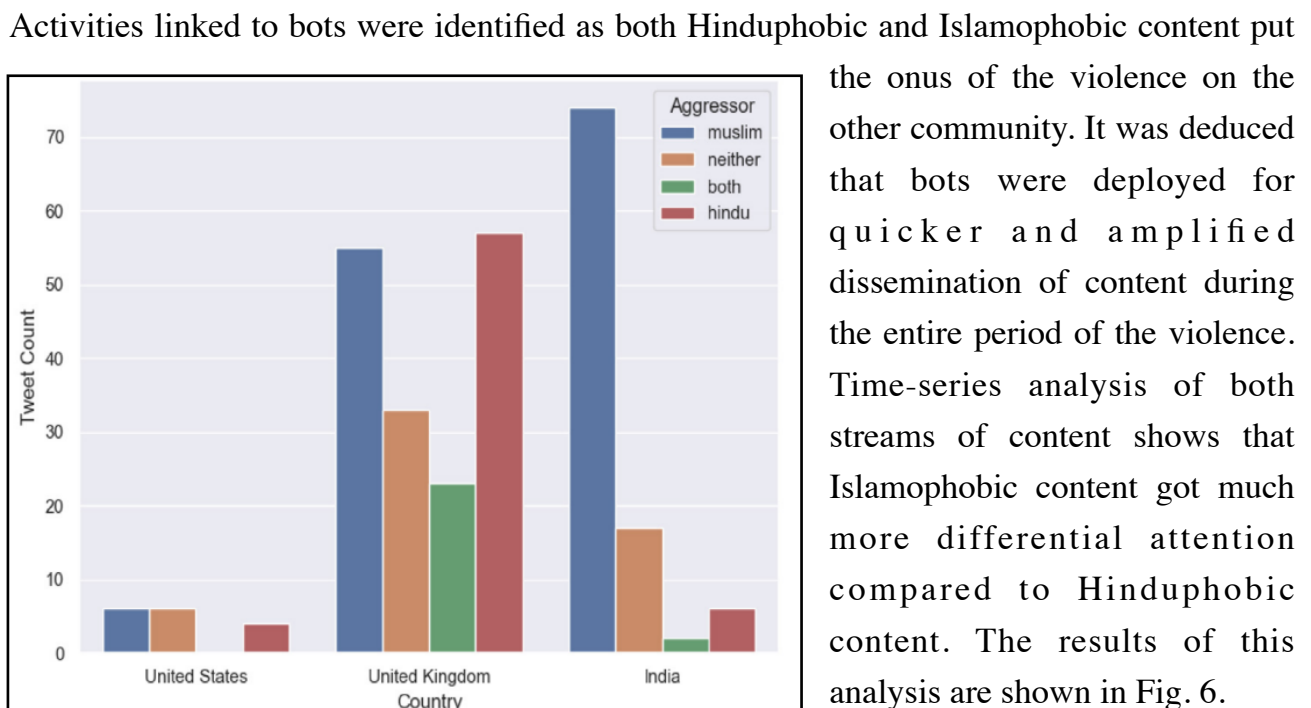 Activities linked to bots were identified as both Hinduphobic and Islamophobic content put
the onus of the violence on the
other community. It was deduced
that bots were deployed for
quicker and amplified
dissemination of content during
the entire period of the violence.
Time-series analysis of both
streams of content shows that
Islamophobic content got much
more differential attention
compared to Hinduphobic
content. The results of this
analysis are shown in Fig. 6.
Aggressor
muslim
neither
both
hindu
Tweet Count
70
60
50
40
30
20
10
0
United States United Kingdom India
Country